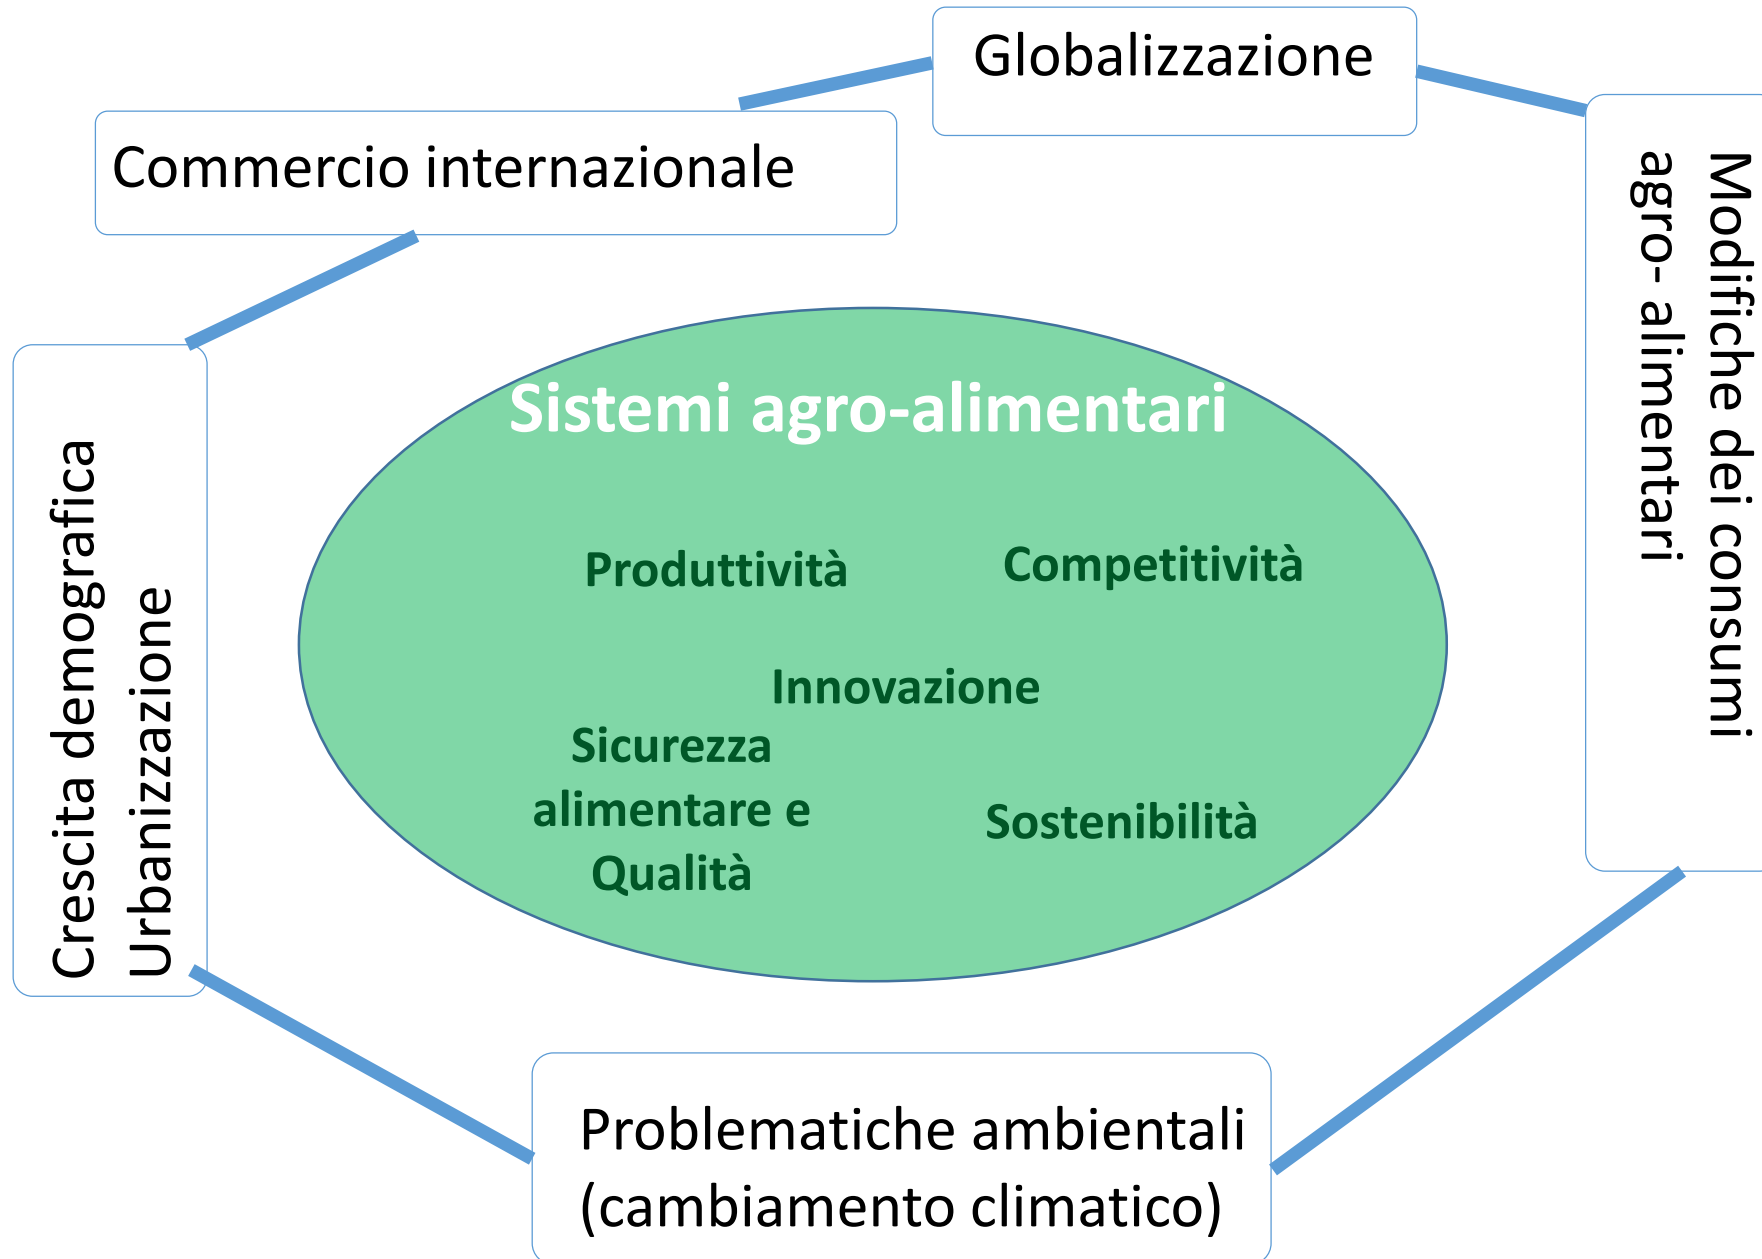 Globalizzazione
Commercio internazionale
Modifiche dei consumi
agro- alimentari
Crescita demografica
Urbanizzazione
Sistemi agro-alimentari
Produttività
Competitività
Innovazione
Sicurezza
alimentare e
Qualità
Sostenibilità
Problematiche ambientali
(cambiamento climatico)